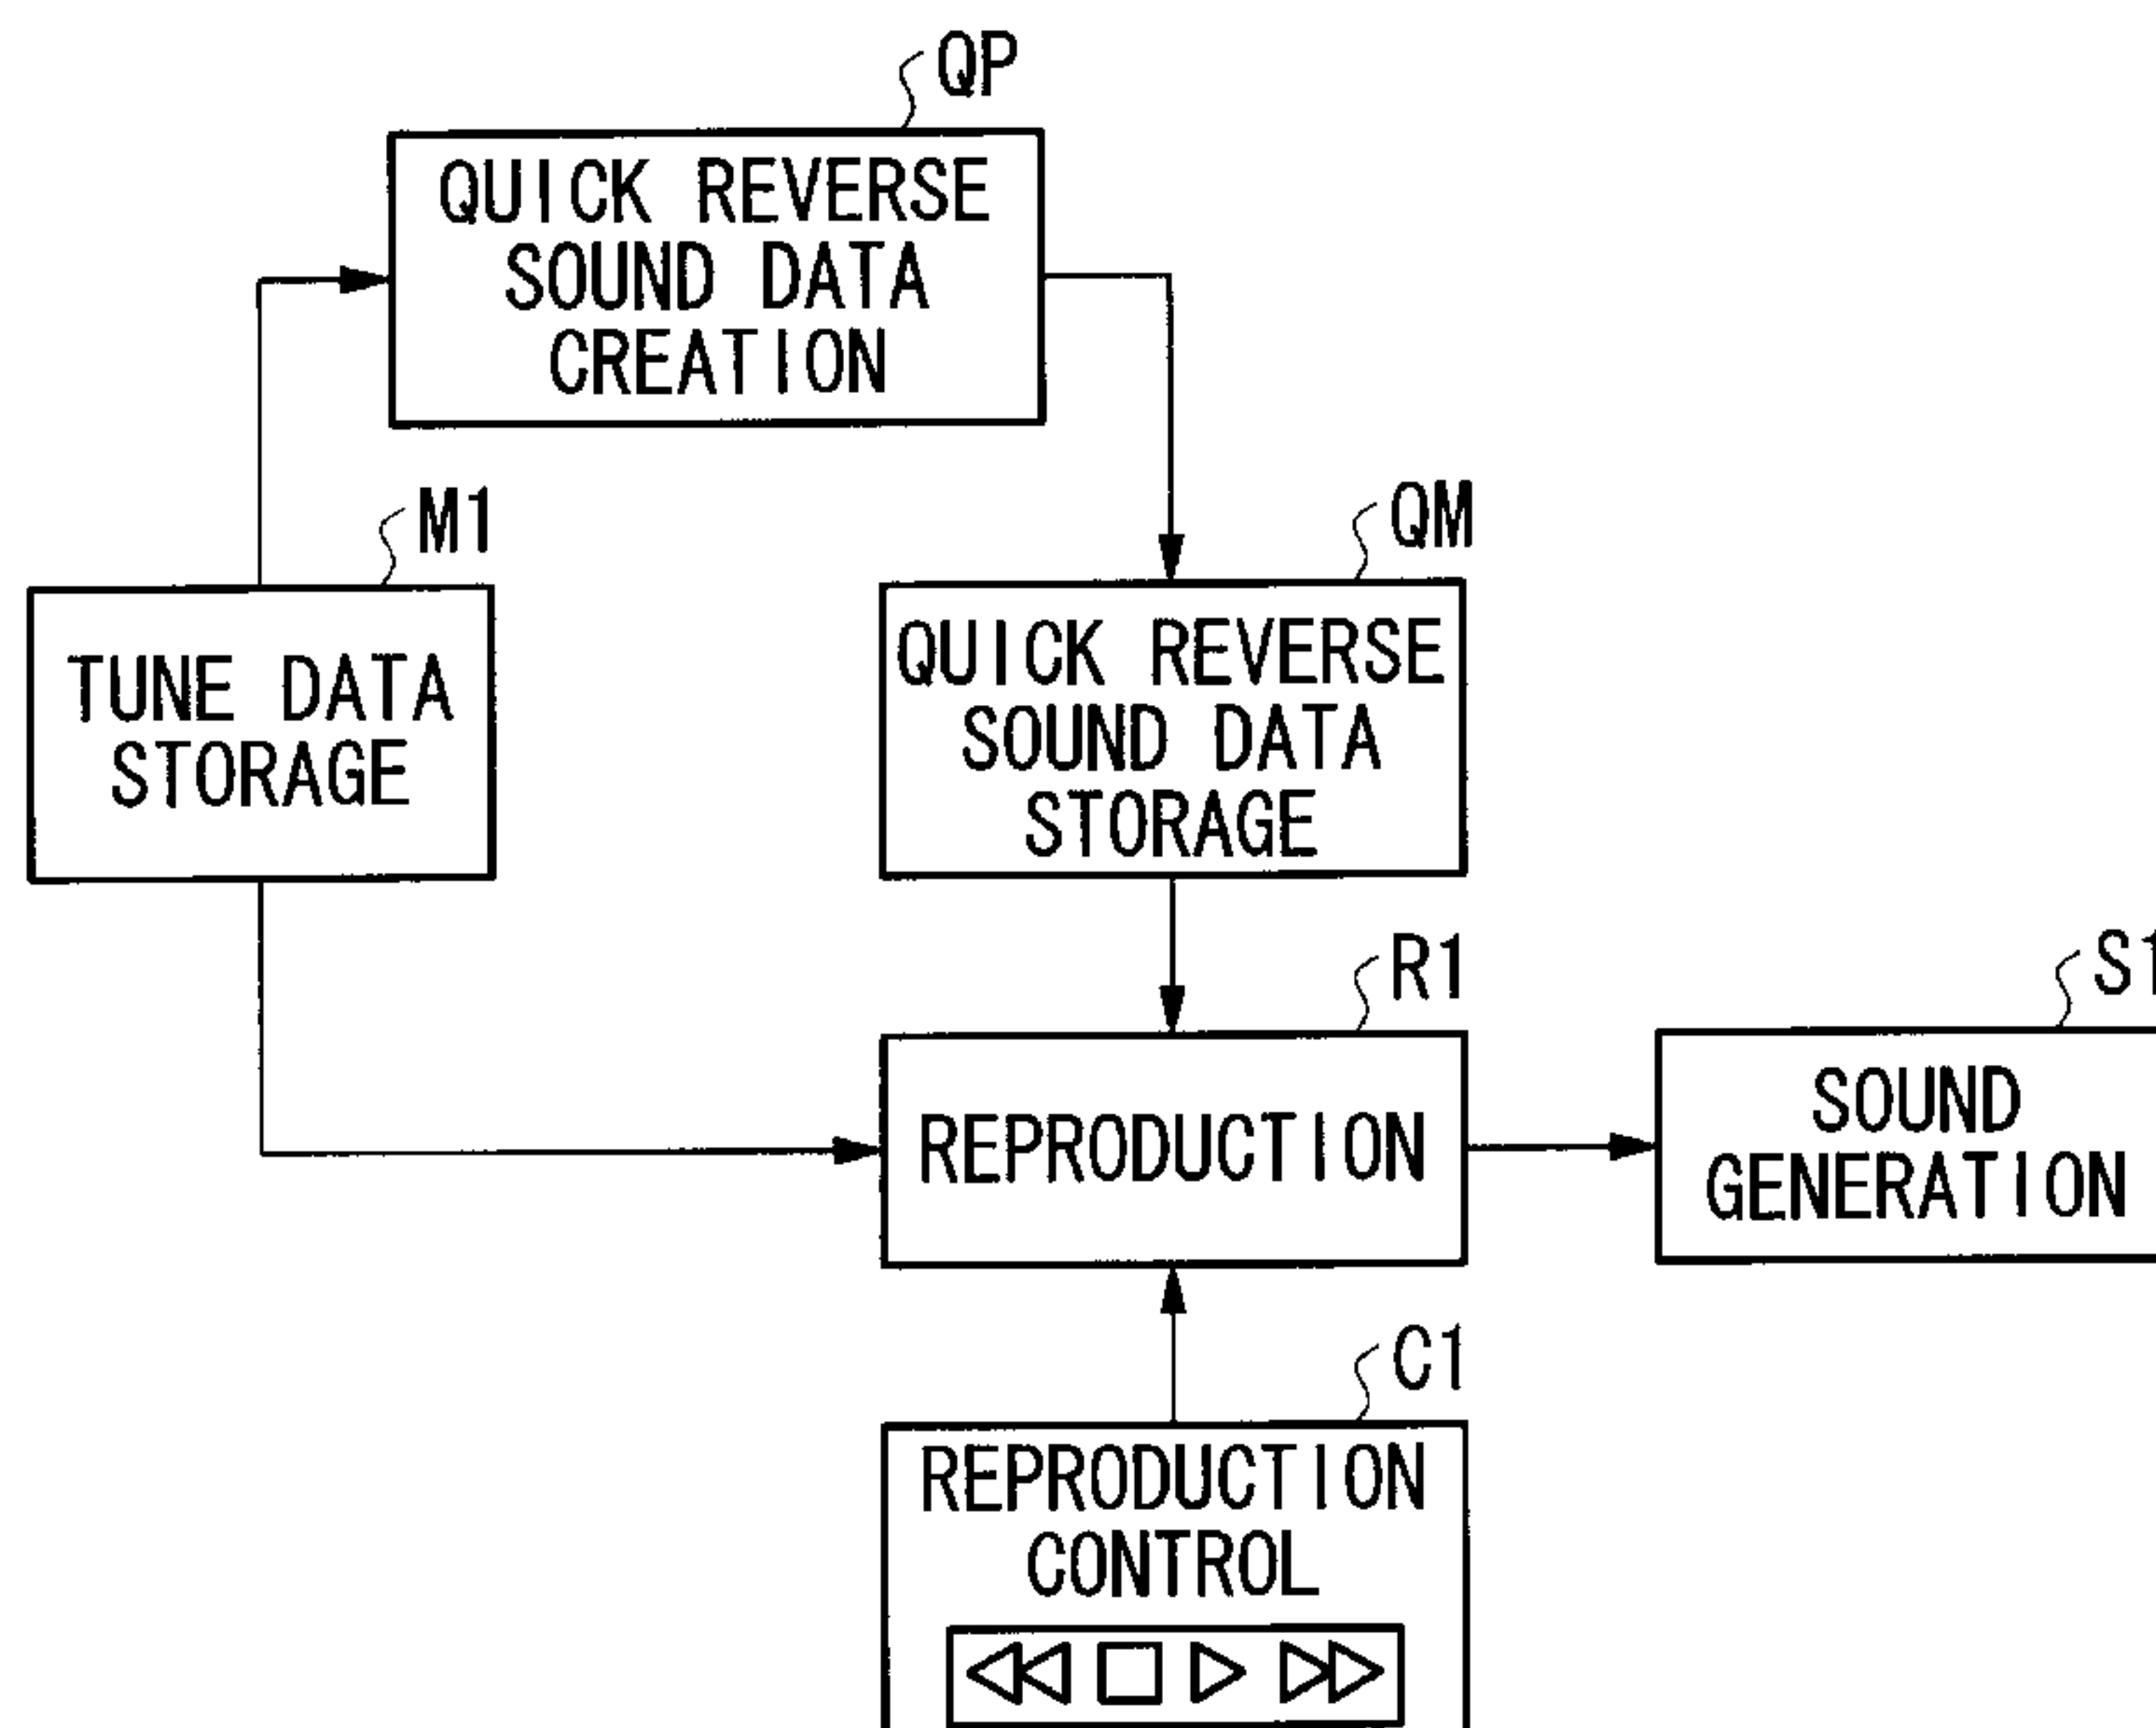 QP
QUICK REVERSE
SOUND DATA
CREATION
M1
TUNE DATA
STORAGE
QM
QUICK REVERSE
SOUND DATA
STORAGE
R1
REPRODUCTION
S1
SOUND
GENERATION
C1
REPRODUCTION
CONTROL